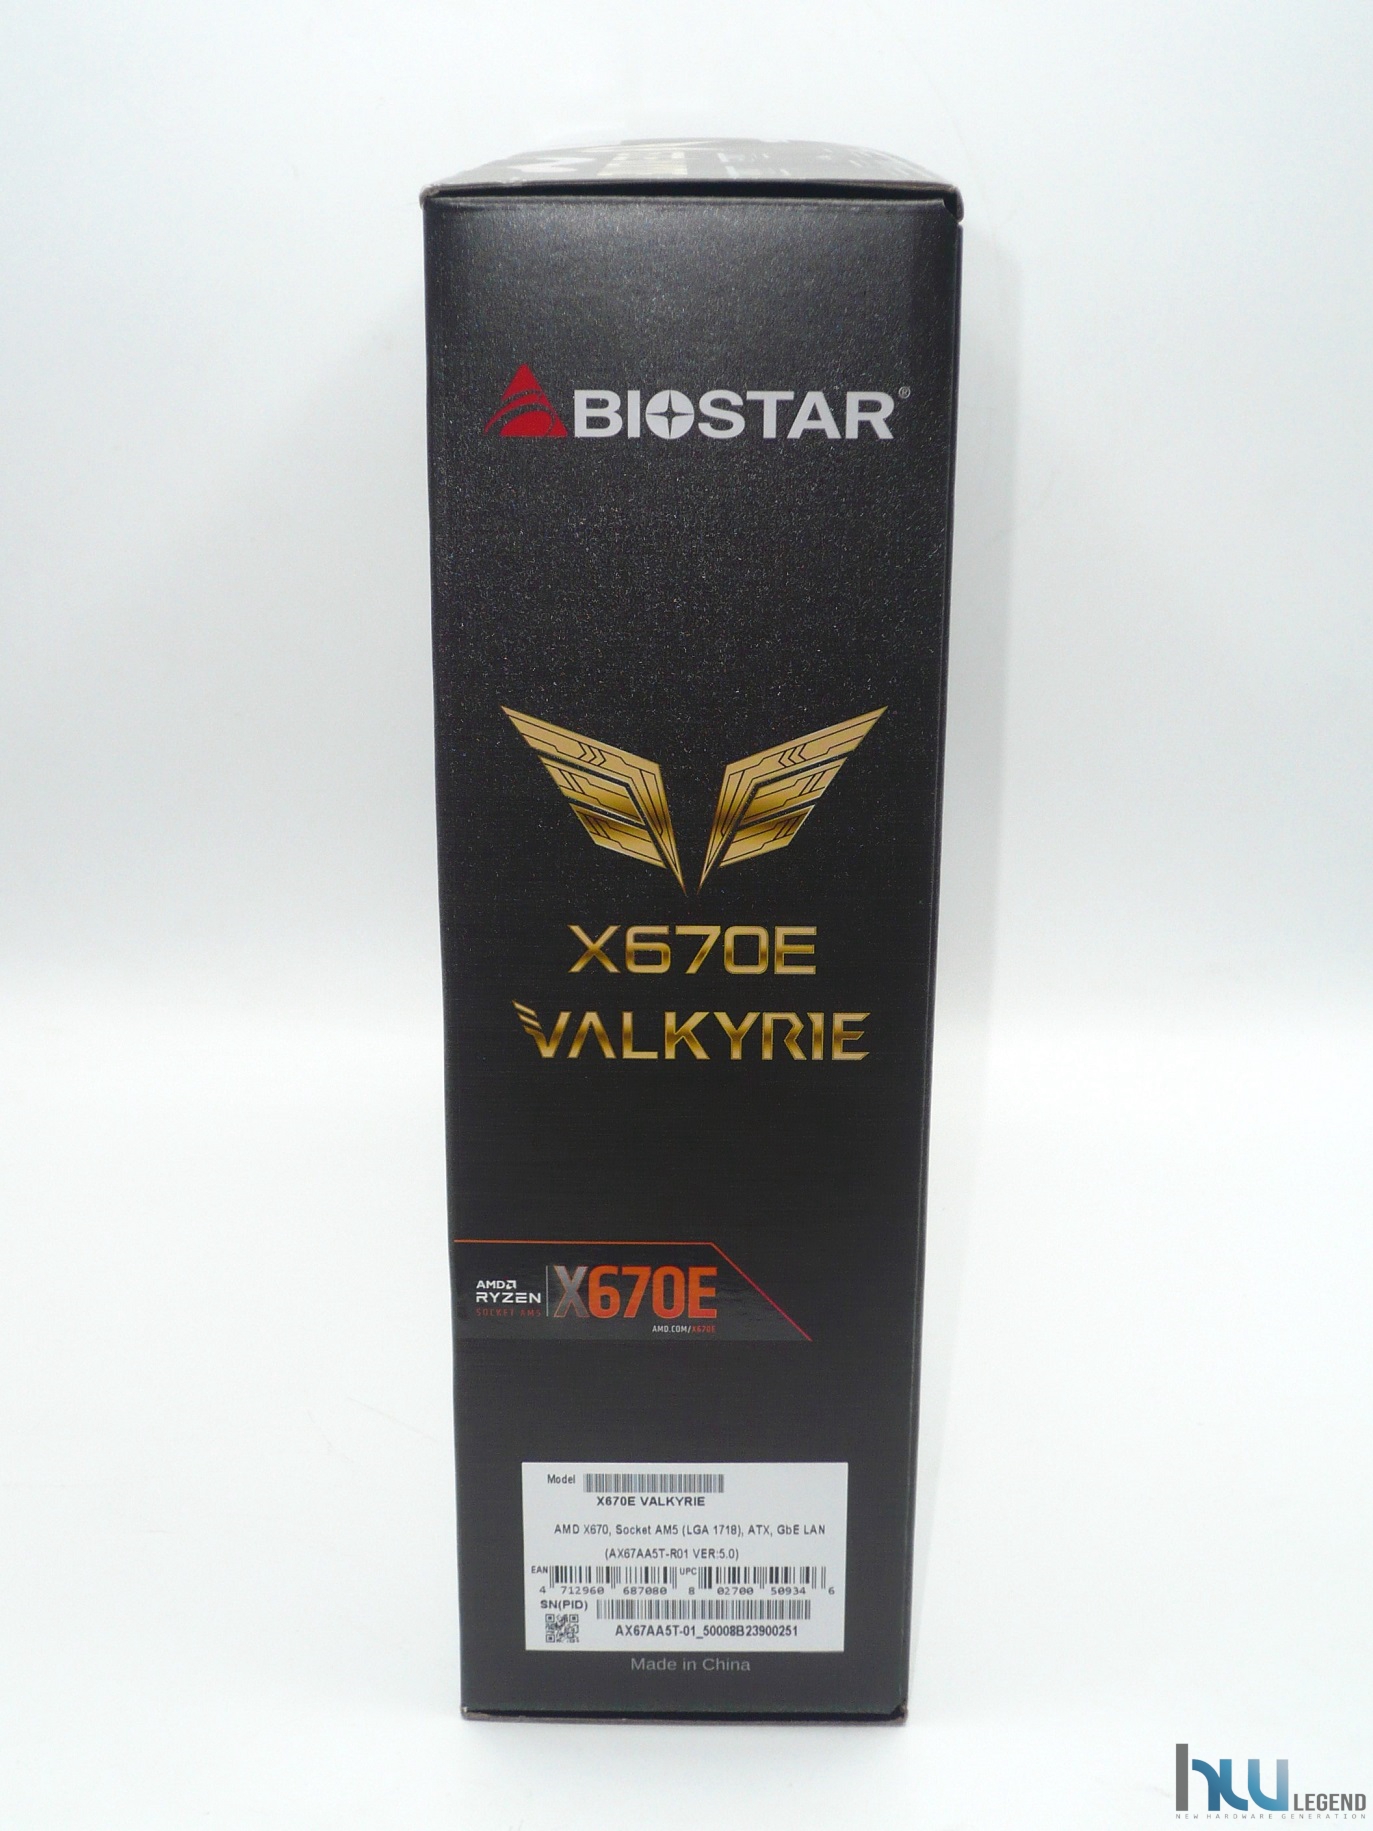 BIOSTAR®
X670E
VALKYRIE
AMD
RYZEN
SOCKET AM5
X670E
AMD.COM/X670E
Model
X670E VALKYRIE
AMD X670, Socket AM5 (LGA 1718), ATX, GbE LAN
(AX67AA5T-R01 VER:5.0)
EAN UPC
4 712960 687080 8 02700 50934 6
SN(PID)
AX67AA5T-01_50008B23900251
Made in China
hw LEGEND
NEW HARDWARE GENERATION